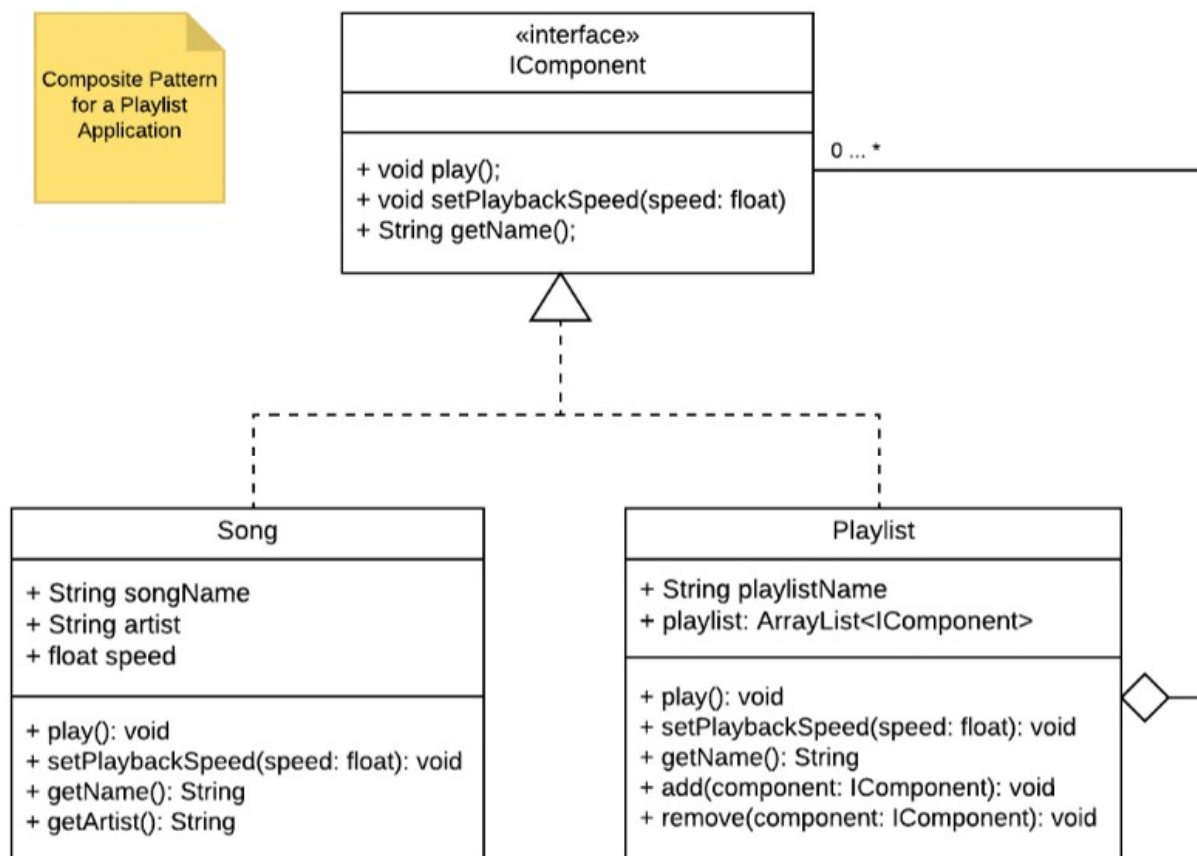 Composite Pattern
for a Playlist
Application
«interface»
IComponent
+ void play();
+ void setPlaybackSpeed(speed: float)
+ String getName();
0 ... *
Song
+ String songName
+ String artist
+ float speed
+ play(): void
+ setPlaybackSpeed(speed: float): void
+ getName(): String
+ getArtist(): String
Playlist
+ String playlistName
+ playlist: ArrayList<IComponent>
+ play(): void
+ setPlaybackSpeed(speed: float): void
+ getName(): String
+ add(component: IComponent): void
+ remove(component: IComponent): void